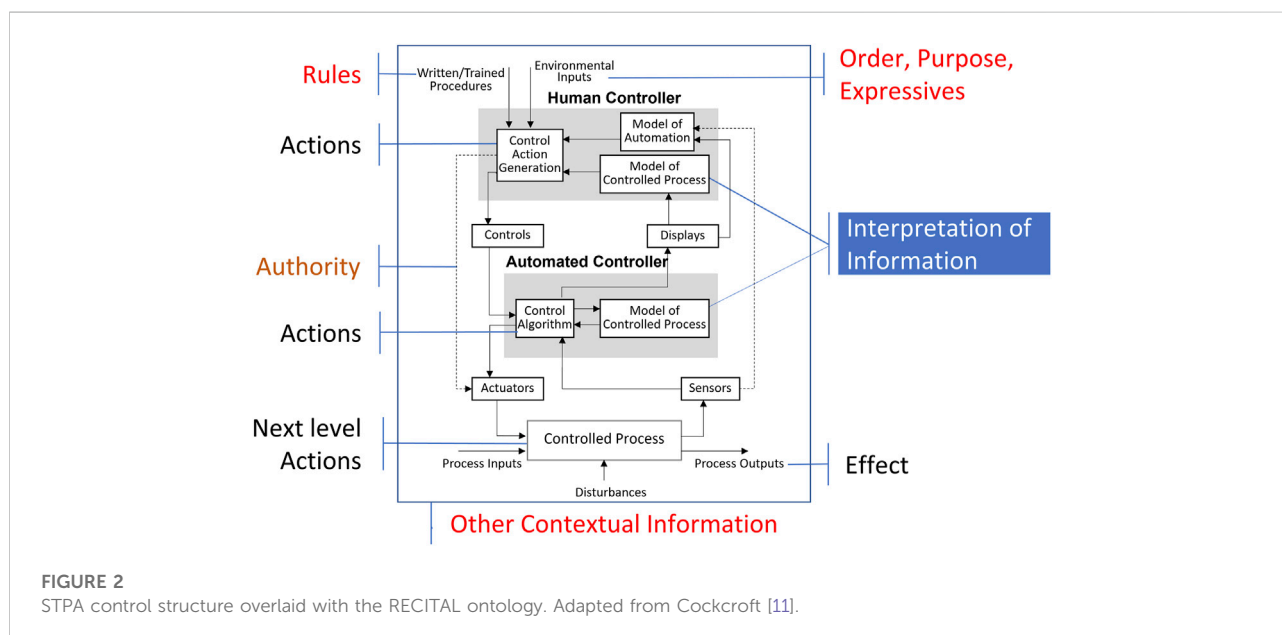 Rules
Written/Trained
Procedures
Environmental
Inputs
Order, Purpose,
Expressives
Human Controller
Actions
Control
Action
Generation
Model of
Automation
Model of
Controlled Process
Interpretation of
Information
Controls
Displays
Authority
Automated Controller
Actions
Control
Algorithm
Model of
Controlled Process
Actuators
Sensors
Next level
Actions
Controlled Process
Process Inputs
Process Outputs
Effect
Disturbances
Other Contextual Information
FIGURE 2
STPA control structure overlaid with the RECITAL ontology. Adapted from Cockcroft [11].